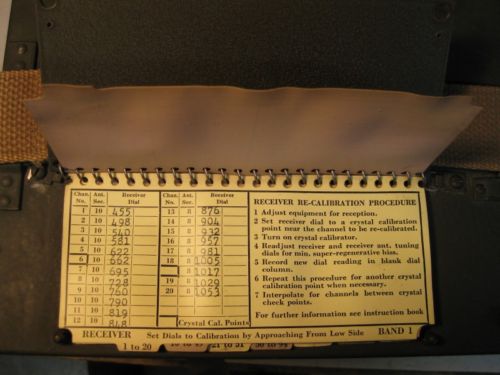 Chan. No. Ant. Sec. Receiver Dial
1 10 455
2 10 498
3 10 540
4 10 581
5 10 622
6 10 662
7 10 695
8 10 728
9 10 760
10 10 790
11 10 819
12 10 848
Chan. No. Ant. Sec. Receiver Dial
13 8 876
14 8 904
15 8 932
16 8 957
17 8 981
18 8 1005
8 1017
19 8 1029
20 8 1053
Crystal Cal. Points
RECEIVER RE-CALIBRATION PROCEDURE
1 Adjust equipment for reception.
2 Set receiver dial to a crystal calibration
point near the channel to be re-calibrated.
3 Turn on crystal calibrator.
4 Readjust receiver and receiver ant. tuning
dials for min. super-regenerative hiss.
5 Record new dial reading in blank dial
column.
6 Repeat this procedure for another crystal
calibration point when necessary.
7 Interpolate for channels between crystal
check points.
For further information see instruction book
RECEIVER Set Dials to Calibration by Approaching From Low Side BAND 1
1 to 20